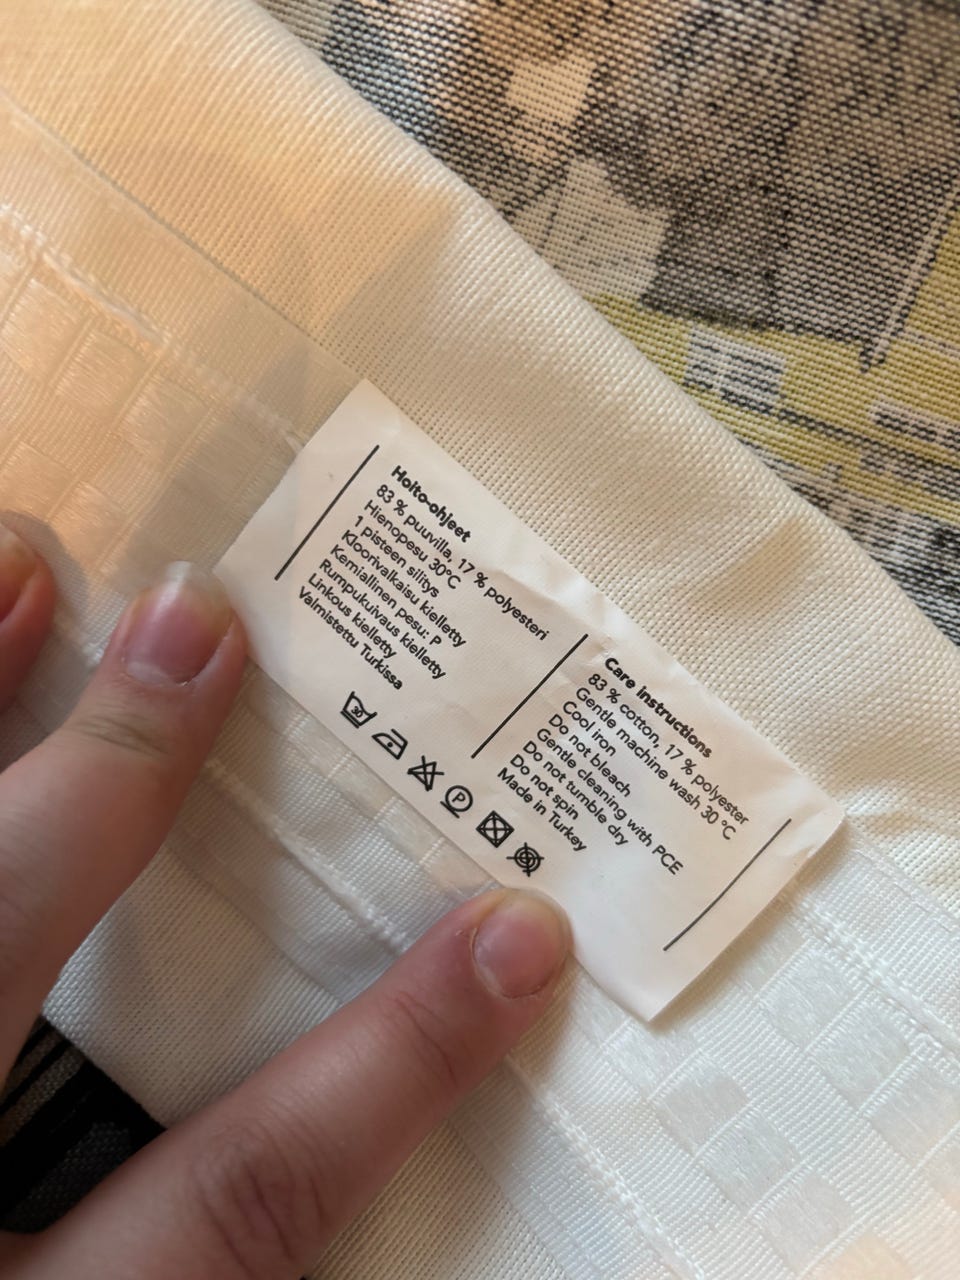 Hoito-ohjeet
83 % puuvilla, 17 % polyesteri
Hienopesu 30°C
1 pisteen silitys
Kloorivalkaisu kielletty
Kemiallinen pesu: P
Rumpukuivaus kielletty
Linkous kielletty
Valmistettu Turkissa
30
P
Care instructions
83 % cotton, 17 % polyester
Gentle machine wash 30 °C
Cool iron
Do not bleach
Gentle cleaning with PCE
Do not tumble dry
Do not spin
Made in Turkey